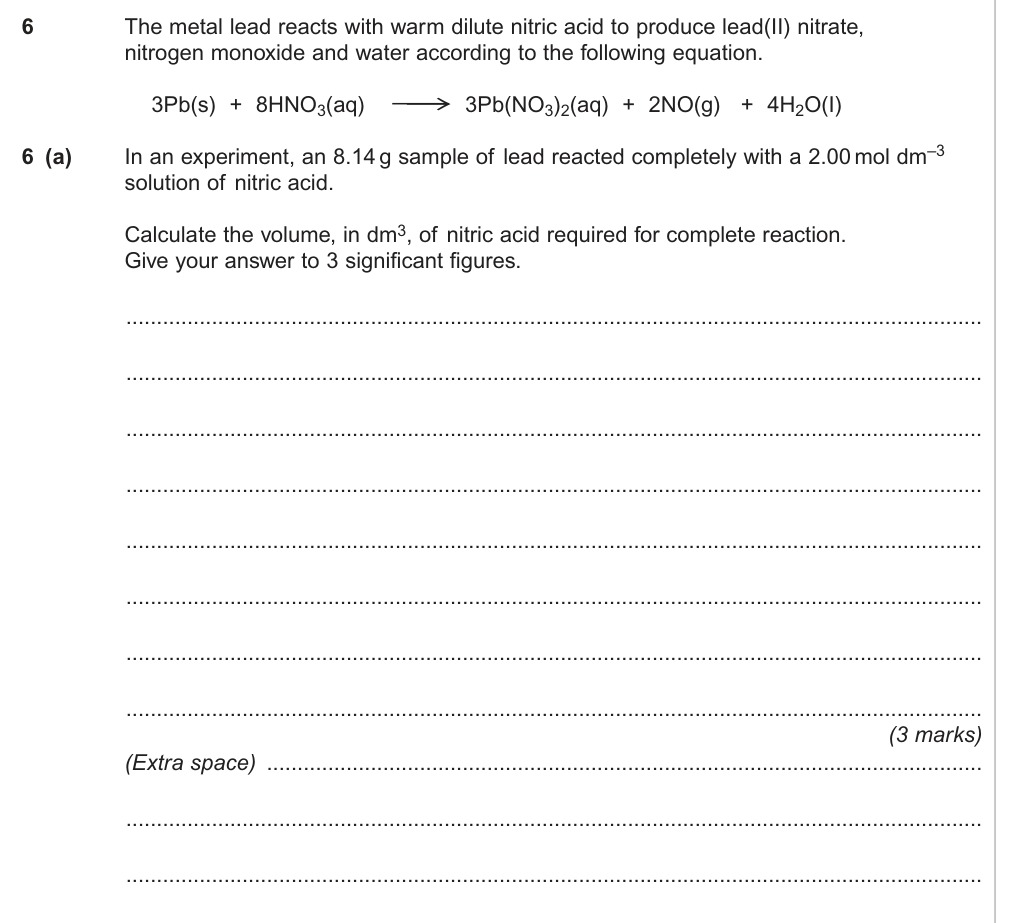 6 The metal lead reacts with warm dilute nitric acid to produce lead(II) nitrate,
nitrogen monoxide and water according to the following equation.
3Pb(s) + 8HNO₃(aq) ⟶ 3Pb(NO₃)₂(aq) + 2NO(g) + 4H₂O(l)
6 (a) In an experiment, an 8.14 g sample of lead reacted completely with a 2.00 mol dm⁻³
solution of nitric acid.
Calculate the volume, in dm³, of nitric acid required for complete reaction.
Give your answer to 3 significant figures.
(3 marks)
(Extra space)